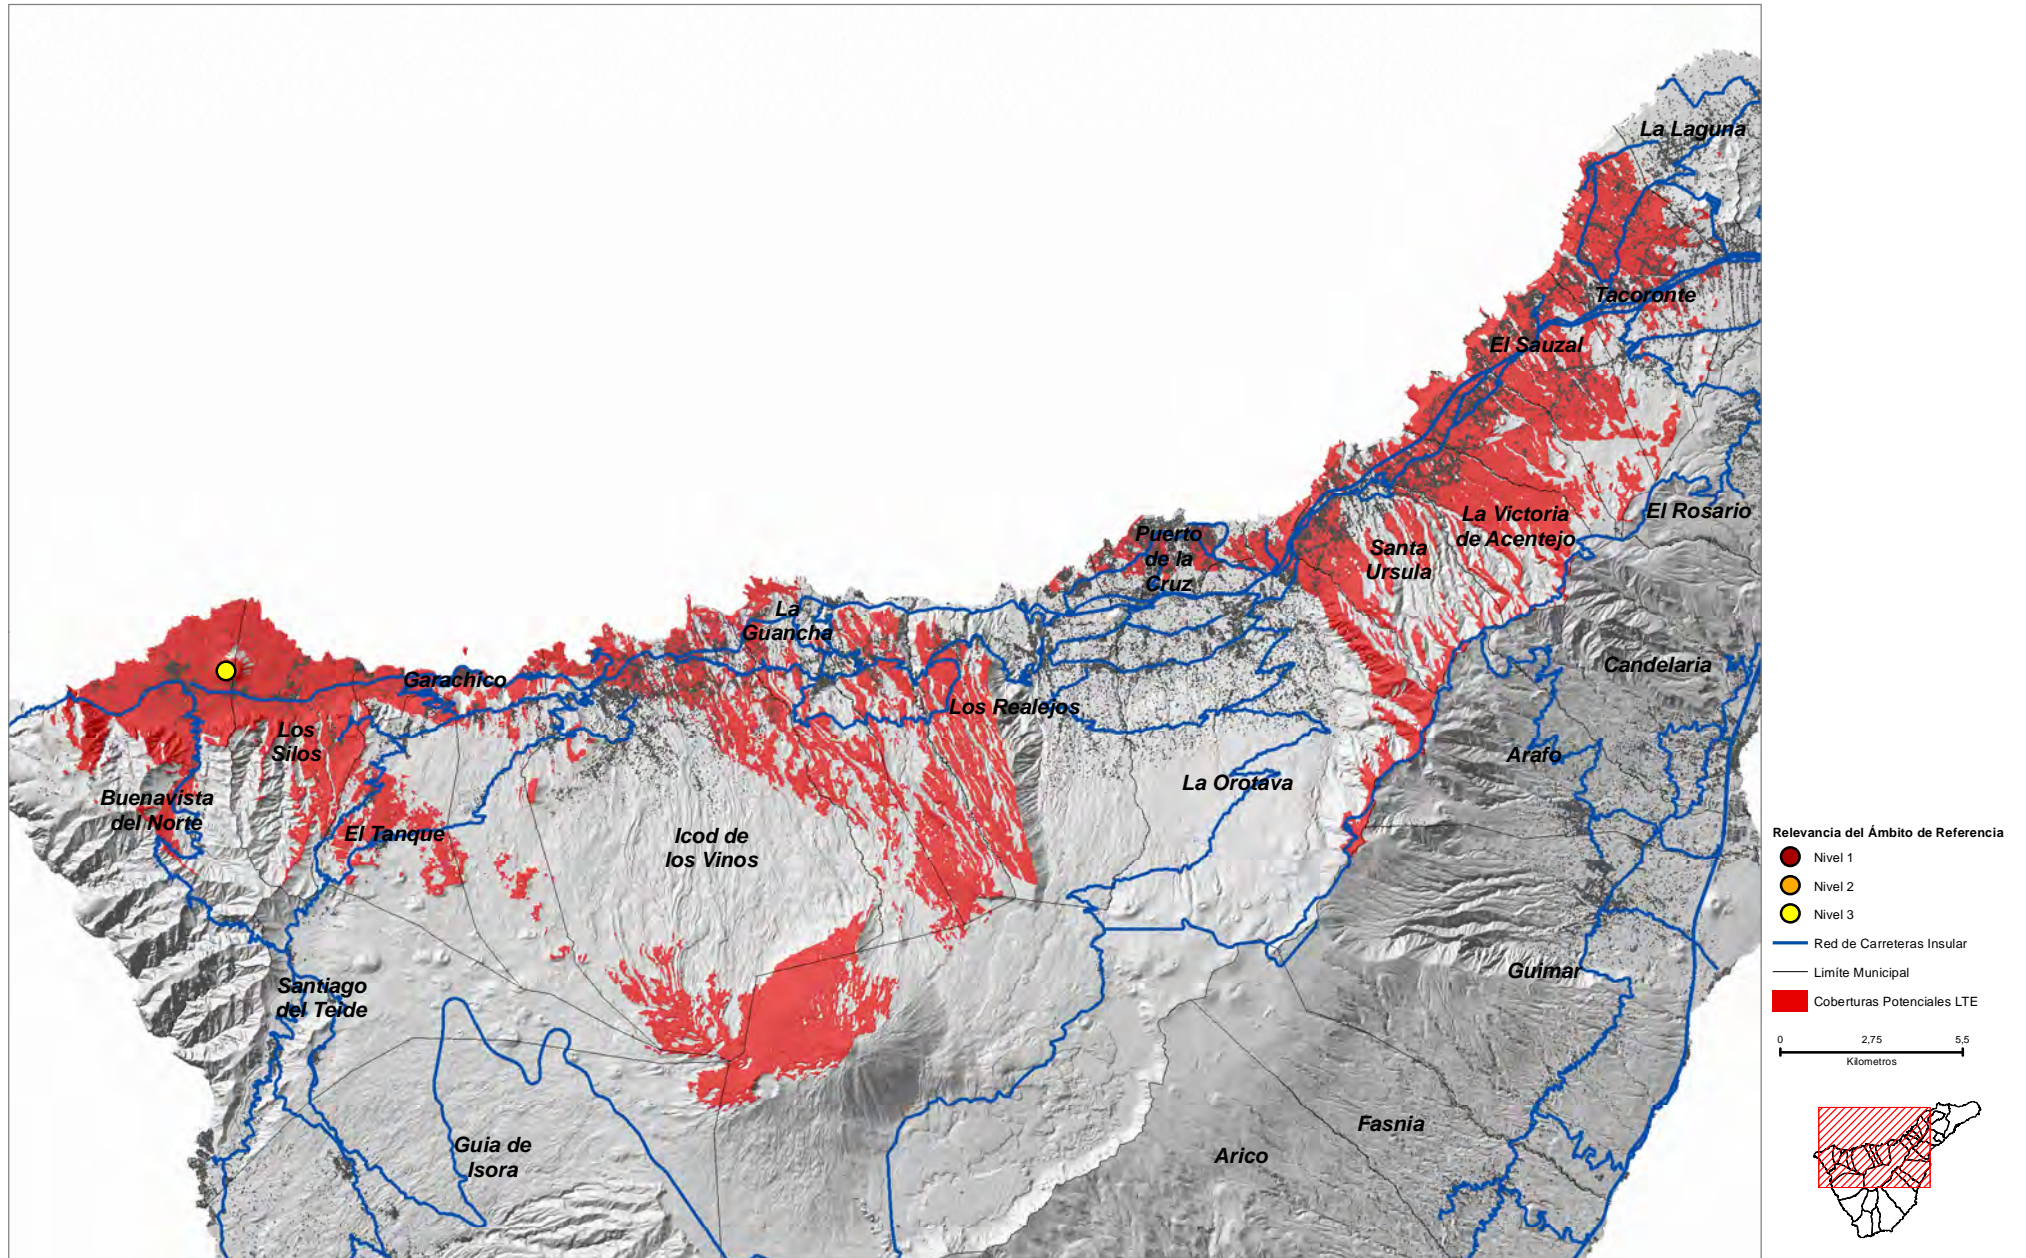 La Laguna
Tacoronte
El Sauzal
La Victoria
de Acentejo
El Rosario
Santa
Ursula
Puerto
de la
Cruz
La
Guancha
Candelaria
Garachico
Los Realejos
Los
Silos
Arafo
La Orotava
Buenavista
del Norte
El Tanque
Icod de
los Vinos
Guimar
Santiago
del Teide
Fasnia
Guia de
Isora
Arico
Relevancia del Ámbito de Referencia
Nivel 1
Nivel 2
Nivel 3
Red de Carreteras Insular
Limíte Municipal
Coberturas Potenciales LTE
0 2,75 5,5
Kilometros